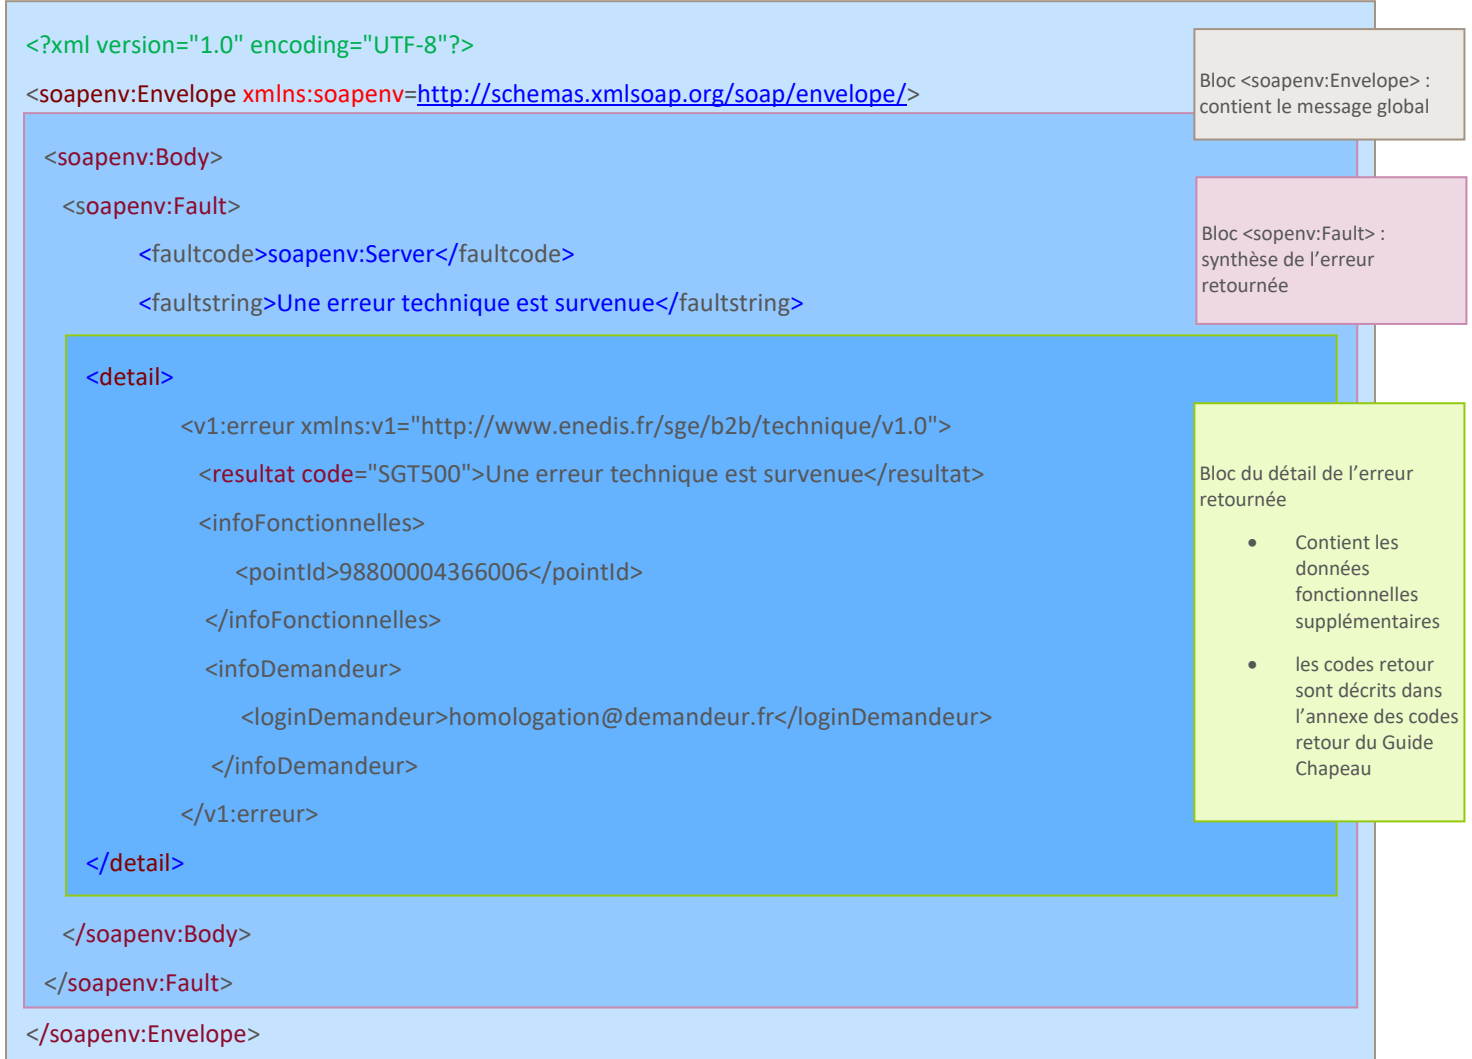 <?xml version="1.0" encoding="UTF-8"?>
<soapenv:Envelope xmlns:soapenv=http://schemas.xmlsoap.org/soap/envelope/>
<soapenv:Body>
<soapenv:Fault>
<faultcode>soapenv:Server</faultcode>
<faultstring>Une erreur technique est survenue</faultstring>
<detail>
<v1:erreur xmlns:v1="http://www.enedis.fr/sge/b2b/technique/v1.0">
<resultat code="SGT500">Une erreur technique est survenue</resultat>
<infoFonctionnelles>
<pointId>98800004366006</pointId>
</infoFonctionnelles>
<infoDemandeur>
<loginDemandeur>homologation@demandeur.fr</loginDemandeur>
</infoDemandeur>
</v1:erreur>
</detail>
</soapenv:Body>
</soapenv:Fault>
</soapenv:Envelope>
Bloc <soapenv:Envelope> :
contient le message global
Bloc <sopenv:Fault> :
synthèse de l’erreur
retournée
Bloc du détail de l’erreur
retournée
• Contient les
données
fonctionnelles
supplémentaires
• les codes retour
sont décrits dans
l’annexe des codes
retour du Guide
Chapeau